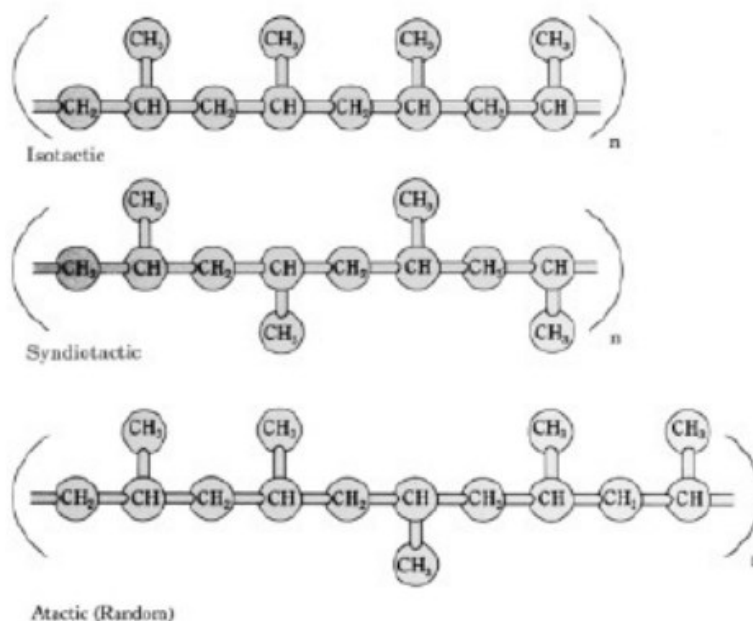 CH₃ CH₃ CH₃ CH₃
CH₂ CH CH₂ CH CH₂ CH CH₂ CH
n
Isotactic
CH₃ CH₃
CH₂ CH CH₂ CH CH₂ CH CH₂ CH
CH₃ CH₃
n
Syndiotactic
CH₃ CH₃ CH₃ CH₃
CH₂ CH CH₂ CH CH₂ CH CH₂ CH CH₂ CH
CH₃
Atactic (Random)